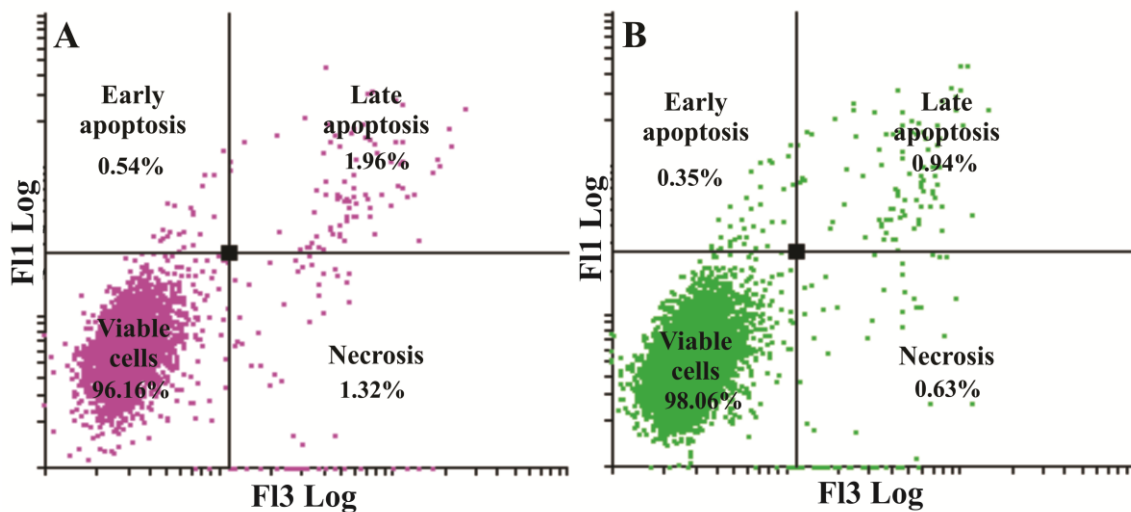 A
Early
apoptosis
0.54%
Late
apoptosis
1.96%
Viable
cells
96.16%
Necrosis
1.32%
Fl1 Log
Fl3 Log
B
Early
apoptosis
0.35%
Late
apoptosis
0.94%
Viable
cells
98.06%
Necrosis
0.63%
Fl1 Log
Fl3 Log